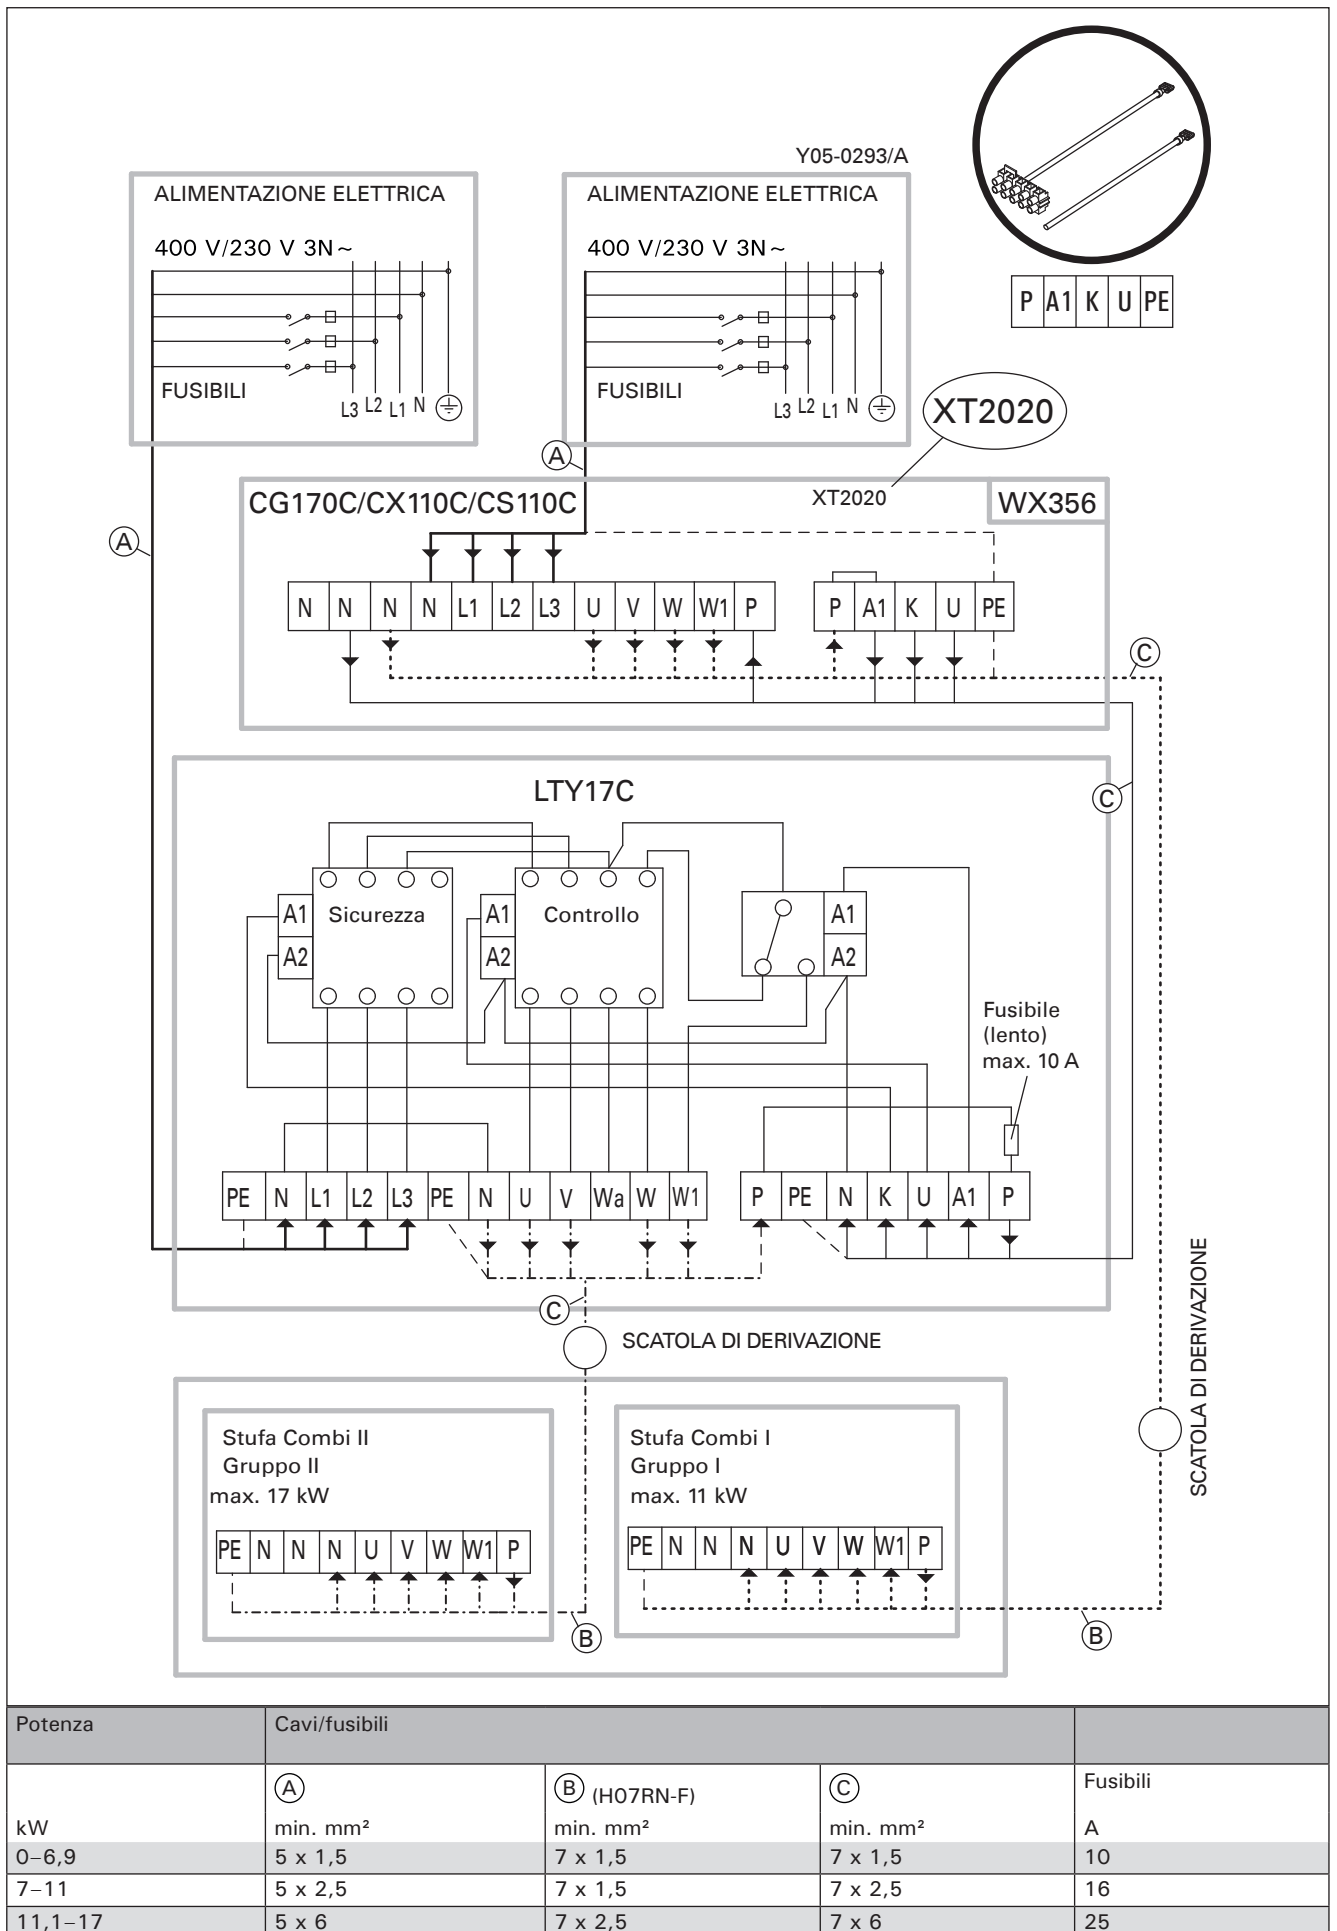 Y05-0293/A
ALIMENTAZIONE ELETTRICA
400 V/230 V 3N~
FUSIBILI
L3 L2 L1 N
ALIMENTAZIONE ELETTRICA
400 V/230 V 3N~
FUSIBILI
L3 L2 L1 N
P A1 K U PE
XT2020
A
A
CG170C/CX110C/CS110C
XT2020
WX356
N N N N L1 L2 L3 U V W W1 P
P A1 K U PE
C
LTY17C
C
A1
A2
Sicurezza
A1
A2
Controllo
A1
A2
Fusibile
(lento)
max. 10 A
PE N L1 L2 L3 PE N U V Wa W W1
P PE N K U A1 P
C
SCATOLA DI DERIVAZIONE
SCATOLA DI DERIVAZIONE
Stufa Combi II
Gruppo II
max. 17 kW
PE N N N U V W W1 P
B
Stufa Combi I
Gruppo I
max. 11 kW
PE N N N U V W W1 P
B
Potenza Cavi/fusibili
A B (H07RN-F) C Fusibili
kW min. mm² min. mm² min. mm² A
0–6,9 5 x 1,5 7 x 1,5 7 x 1,5 10
7–11 5 x 2,5 7 x 1,5 7 x 2,5 16
11,1–17 5 x 6 7 x 2,5 7 x 6 25